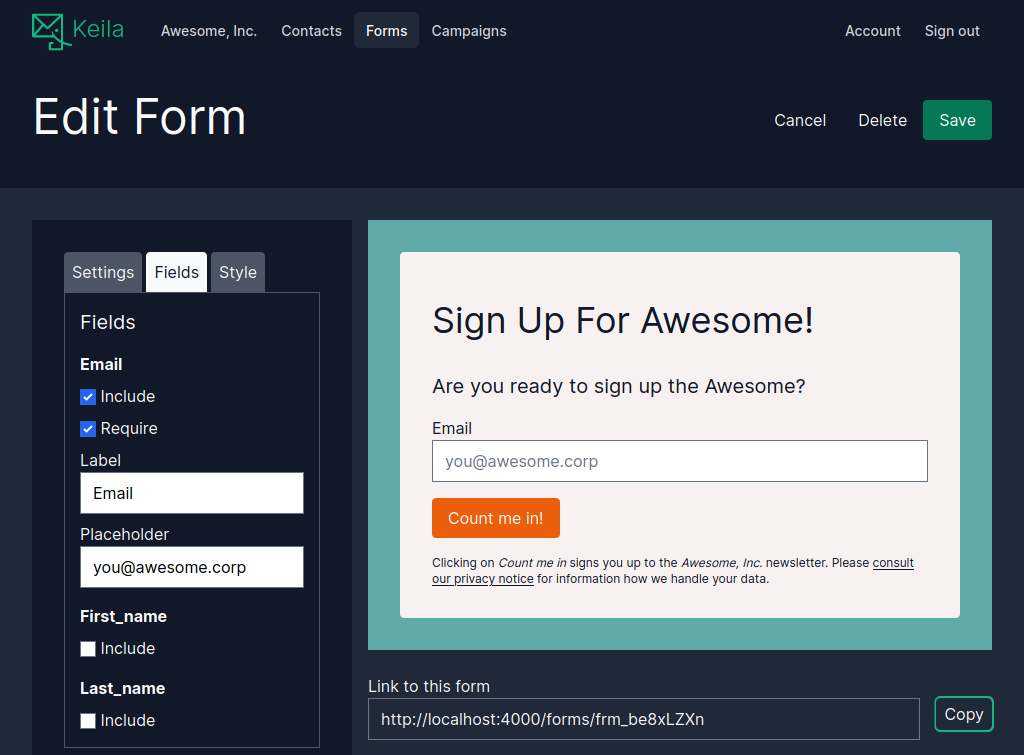 Keila Awesome, Inc. Contacts Forms Campaigns Account Sign out
Edit Form
Cancel Delete Save
Settings Fields Style
Fields
Email
Include
Require
Label
Email
Placeholder
you@awesome.corp
First_name
Include
Last_name
Include
Sign Up For Awesome!
Are you ready to sign up the Awesome?
Email
you@awesome.corp
Count me in!
Clicking on Count me in signs you up to the Awesome, Inc. newsletter. Please consult
our privacy notice for information how we handle your data.
Link to this form
http://localhost:4000/forms/frm_be8xLZXn
Copy